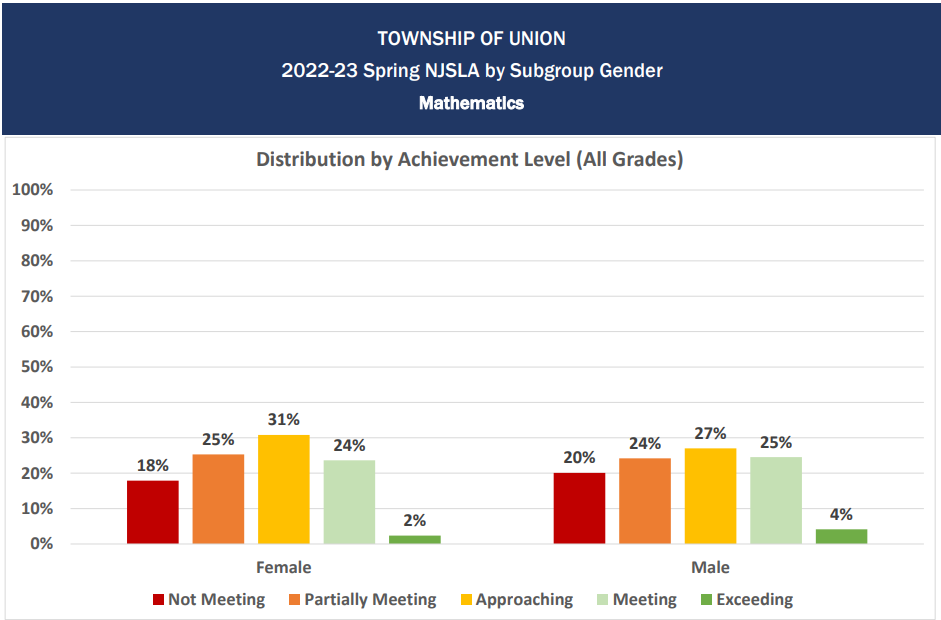 TOWNSHIP OF UNION
2022-23 Spring NJSLA by Subgroup Gender
Mathematics
Distribution by Achievement Level (All Grades)
100%
90%
80%
70%
60%
50%
40%
30%
20%
10%
0%
18%
25%
31%
24%
2%
20%
24%
27%
25%
4%
Female
Male
Not Meeting
Partially Meeting
Approaching
Meeting
Exceeding